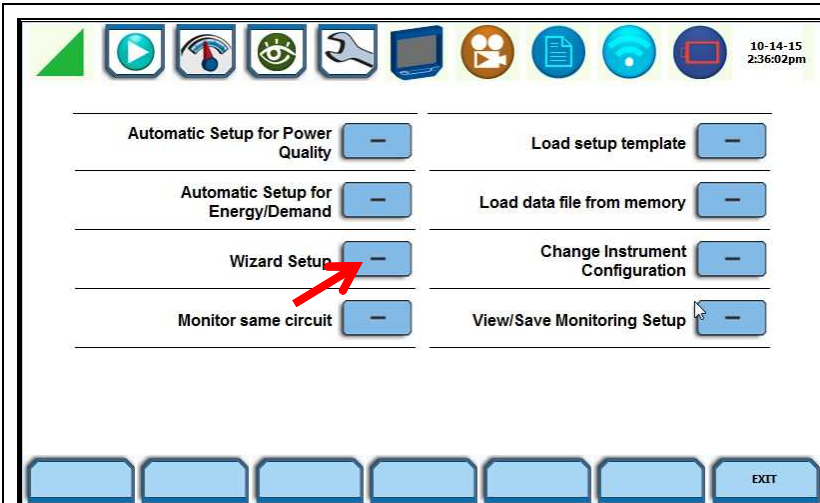 10-14-15
2:36:02pm
Automatic Setup for Power
Quality
Load setup template
Automatic Setup for
Energy/Demand
Load data file from memory
Wizard Setup
Change Instrument
Configuration
Monitor same circuit
View/Save Monitoring Setup
EXIT